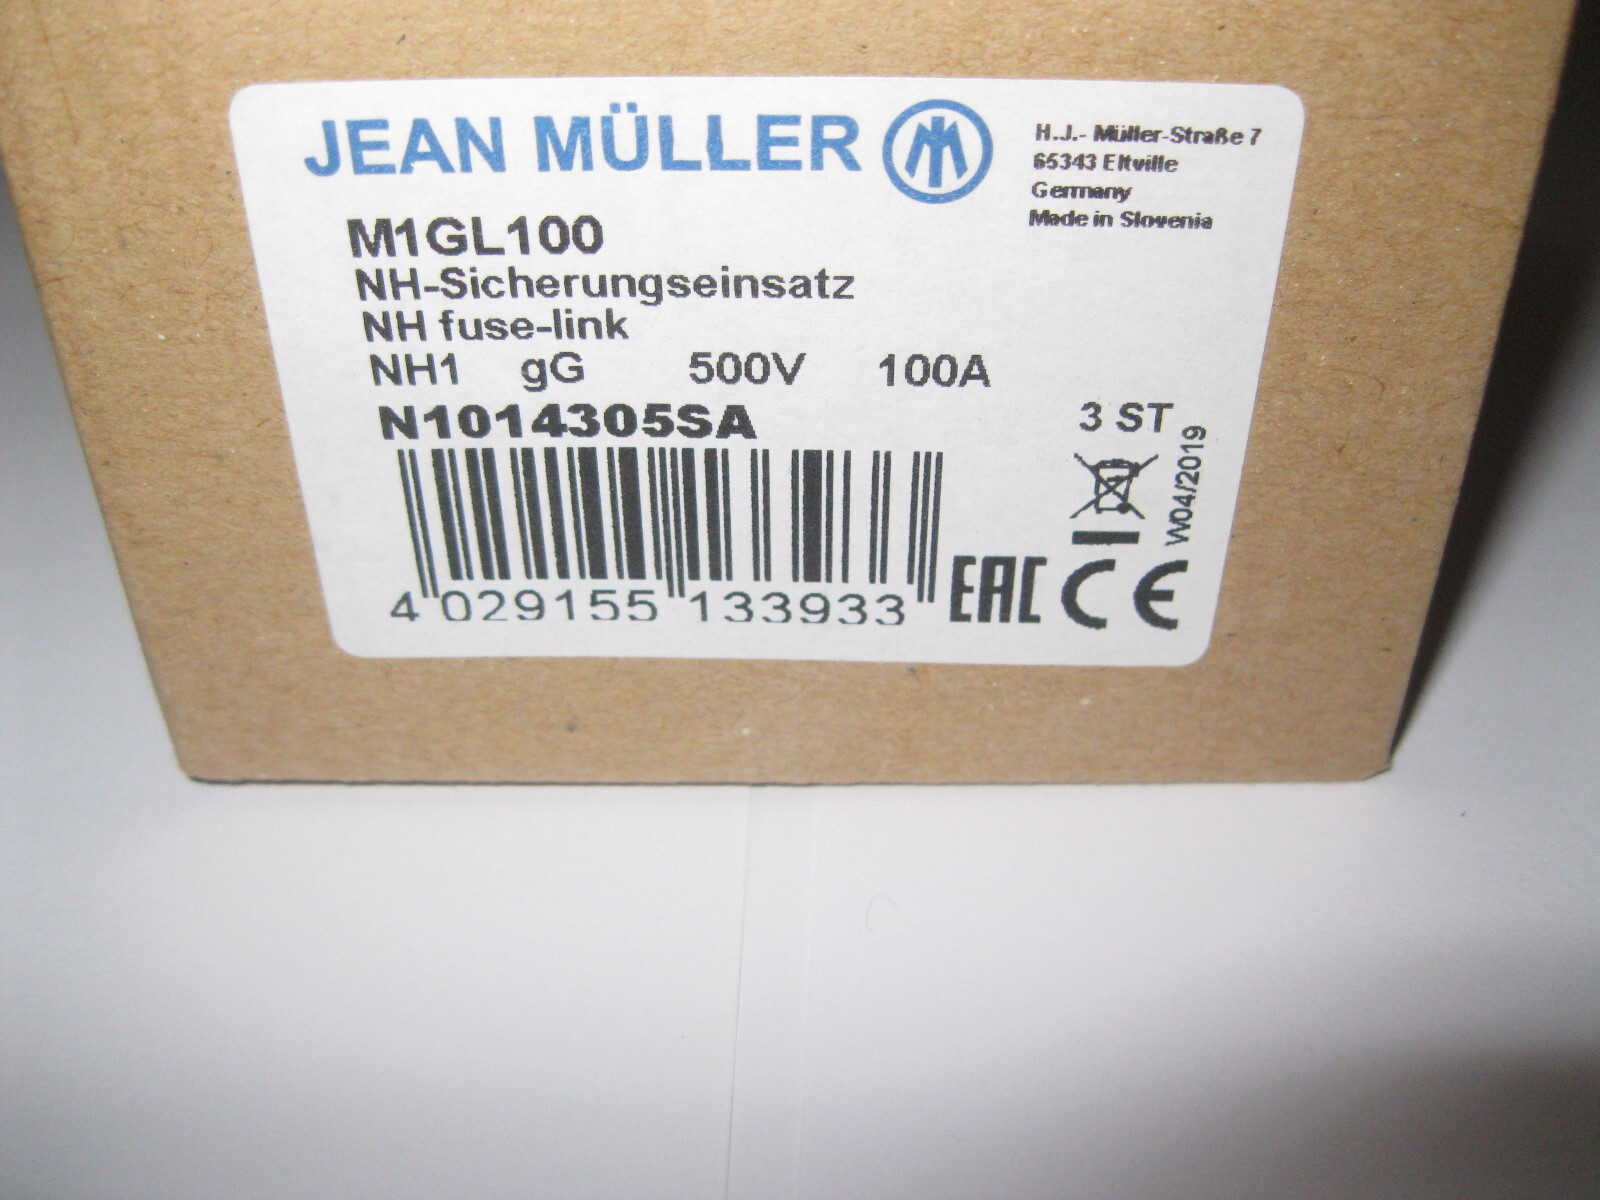 JEAN MÜLLER
H.J.- Müller-Straße 7
65343 Eltville
Germany
Made in Slovenia
M1GL100
NH-Sicherungseinsatz
NH fuse-link
NH1 gG 500V 100A
N1014305SA
3 ST
W04/2019
4 029155 133933
EAC CE